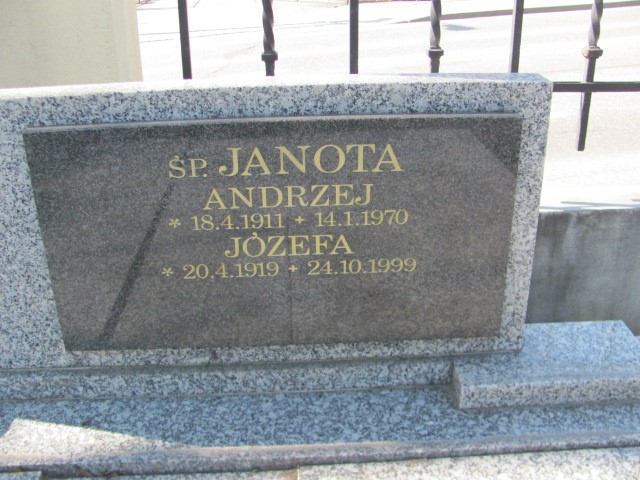 ŚP. JANOTA
ANDRZEJ
* 18.4.1911 + 14.1.1970
JÓZEFA
* 20.4.1919 + 24.10.1999